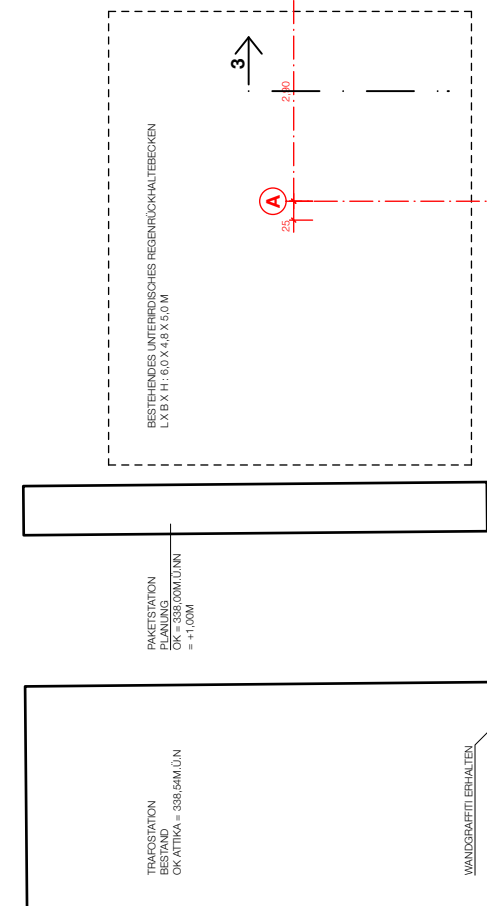 3
2,90
A
25
BESTEHENDES UNTERIRDISCHES REGENRÜCKHALTEBECKEN
L X B X H : 6,0 X 4,8 X 5,0 M
PAKETSTATION
PLANUNG
OK = 338,00M.Ü.NN
= +1,00M
TRAFOSTATION
BESTAND
OK ATTIKA = 338,54M.Ü.N
WANDGRAFFITI ERHALTEN